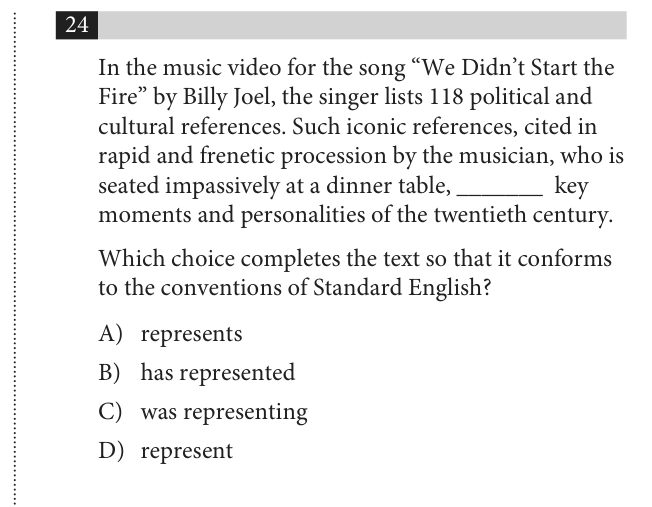 24
In the music video for the song “We Didn’t Start the
Fire” by Billy Joel, the singer lists 118 political and
cultural references. Such iconic references, cited in
rapid and frenetic procession by the musician, who is
seated impassively at a dinner table, _______ key
moments and personalities of the twentieth century.
Which choice completes the text so that it conforms
to the conventions of Standard English?
A) represents
B) has represented
C) was representing
D) represent